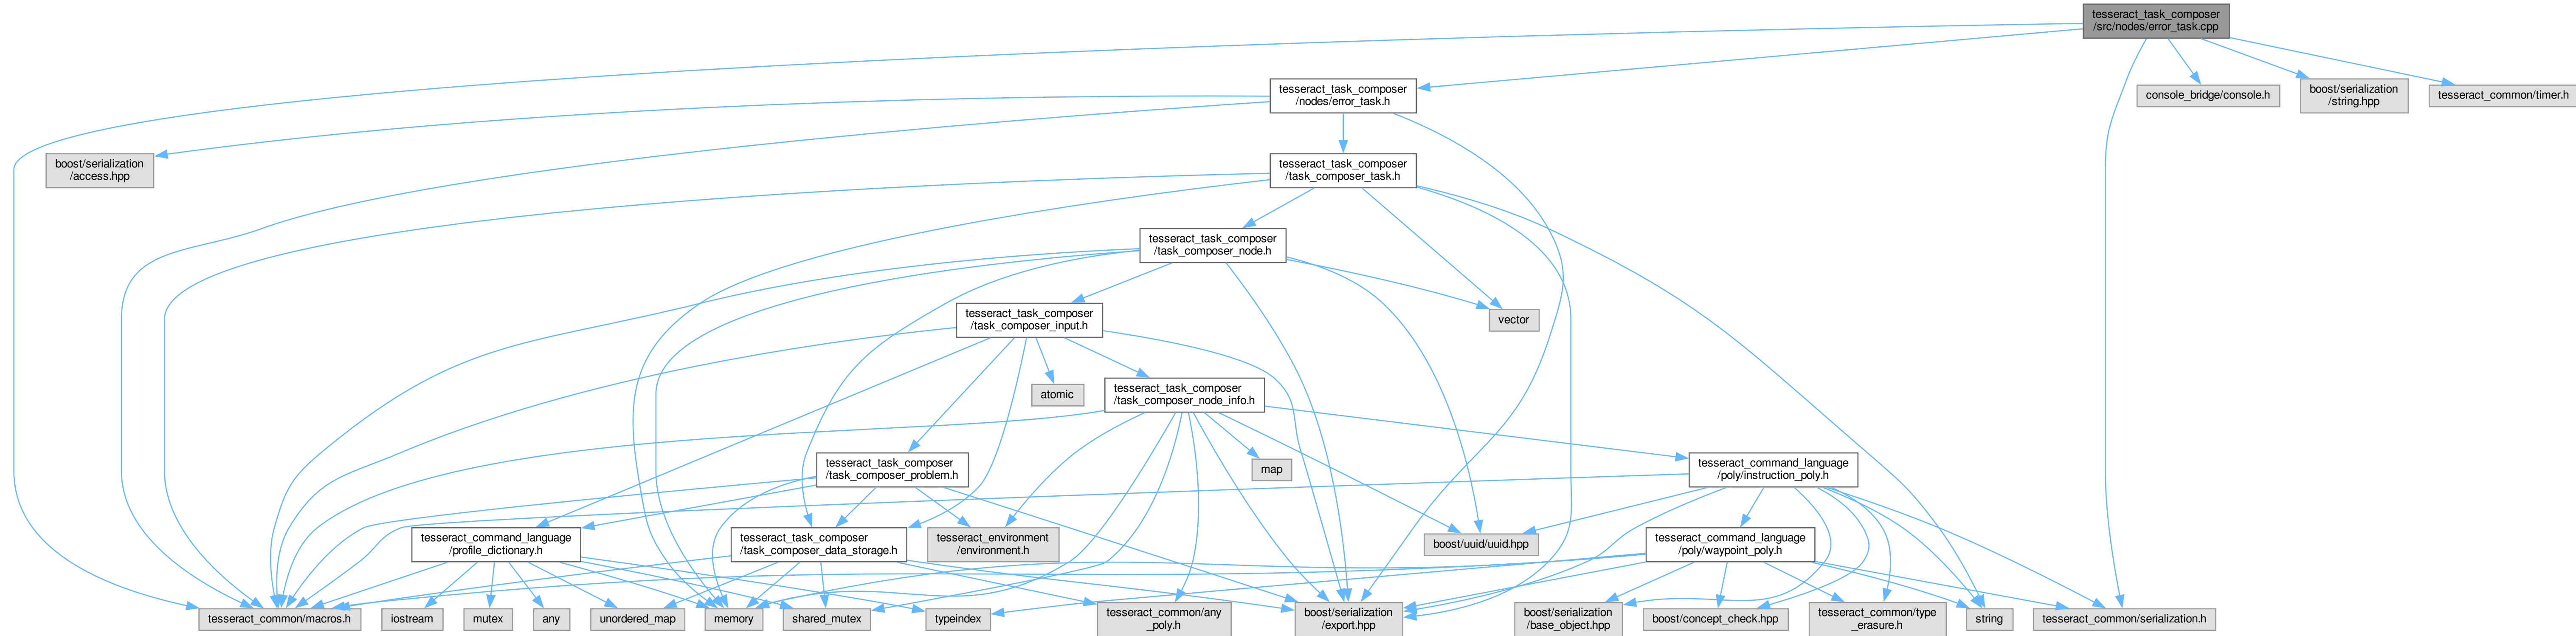 tesseract_task_composer
/src/nodes/error_task.cpp
tesseract_task_composer
/nodes/error_task.h
console_bridge/console.h
boost/serialization
/string.hpp
tesseract_common/timer.h
boost/serialization
/access.hpp
tesseract_task_composer
/task_composer_task.h
tesseract_task_composer
/task_composer_node.h
tesseract_task_composer
/task_composer_input.h
vector
atomic
tesseract_task_composer
/task_composer_node_info.h
tesseract_task_composer
/task_composer_problem.h
map
tesseract_command_language
/poly/instruction_poly.h
tesseract_command_language
/profile_dictionary.h
tesseract_task_composer
/task_composer_data_storage.h
tesseract_environment
/environment.h
boost/uuid/uuid.hpp
tesseract_command_language
/poly/waypoint_poly.h
tesseract_common/macros.h
iostream
mutex
any
unordered_map
memory
shared_mutex
typeindex
tesseract_common/any
_poly.h
boost/serialization
/export.hpp
boost/serialization
/base_object.hpp
boost/concept_check.hpp
tesseract_common/type
_erasure.h
string
tesseract_common/serialization.h